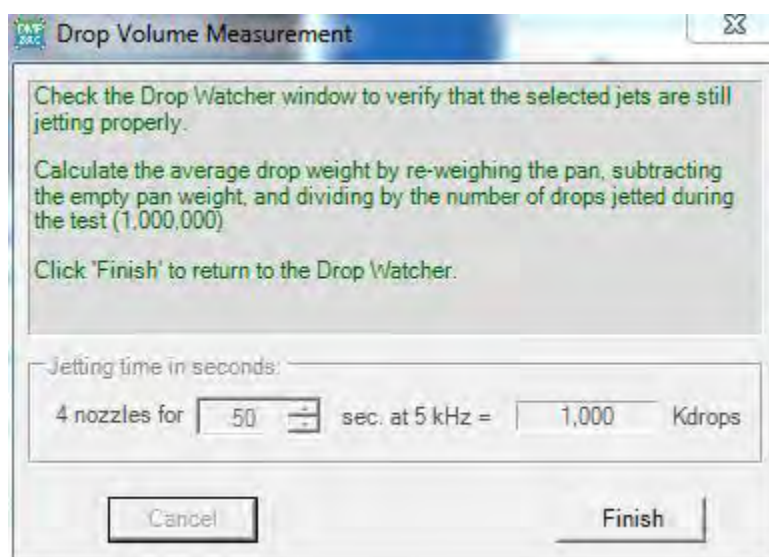 Drop Volume Measurement
Check the Drop Watcher window to verify that the selected jets are still
jetting properly.
Calculate the average drop weight by re-weighing the pan, subtracting
the empty pan weight, and dividing by the number of drops jetted during
the test (1,000,000)
Click 'Finish' to return to the Drop Watcher.
Jetting time in seconds:
4 nozzles for 50 sec. at 5 kHz = 1,000 Kdrops
Cancel Finish